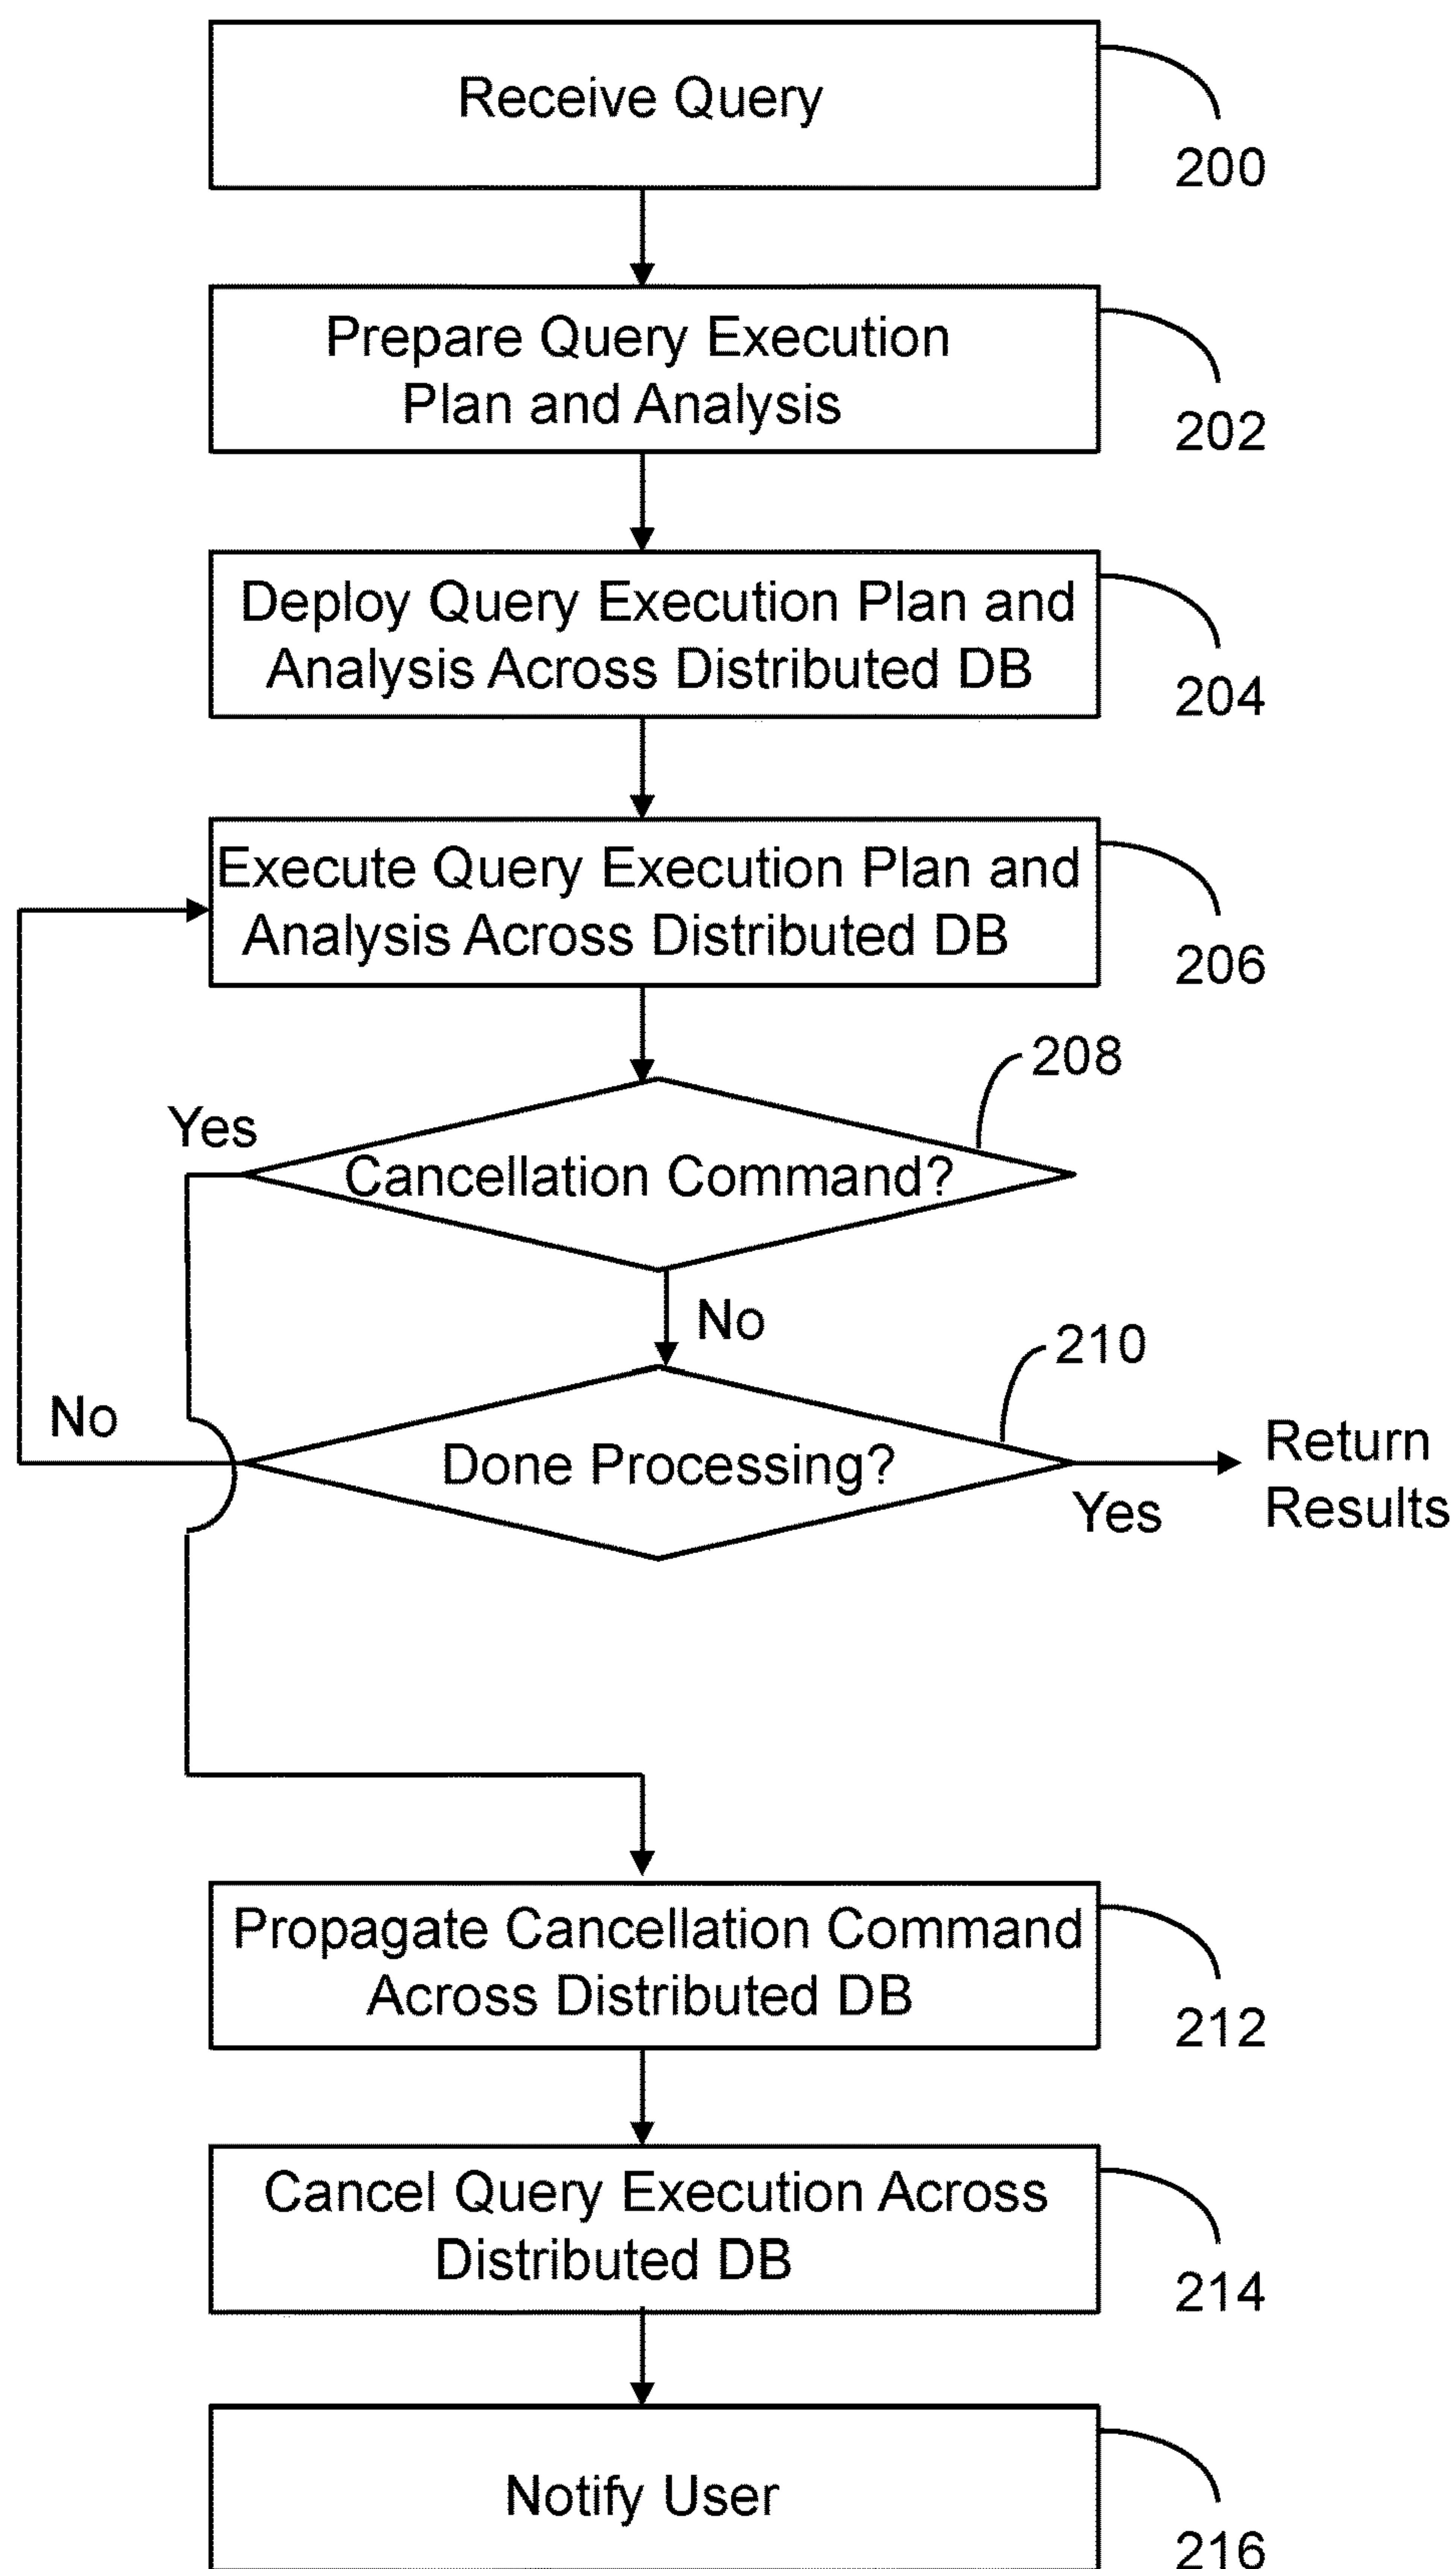 Receive Query
200
Prepare Query Execution
Plan and Analysis
202
Deploy Query Execution Plan and
Analysis Across Distributed DB
204
Execute Query Execution Plan and
Analysis Across Distributed DB
206
208
Yes
Cancellation Command?
No
210
No
Done Processing?
Yes
Return
Results
Propagate Cancellation Command
Across Distributed DB
212
Cancel Query Execution Across
Distributed DB
214
Notify User
216